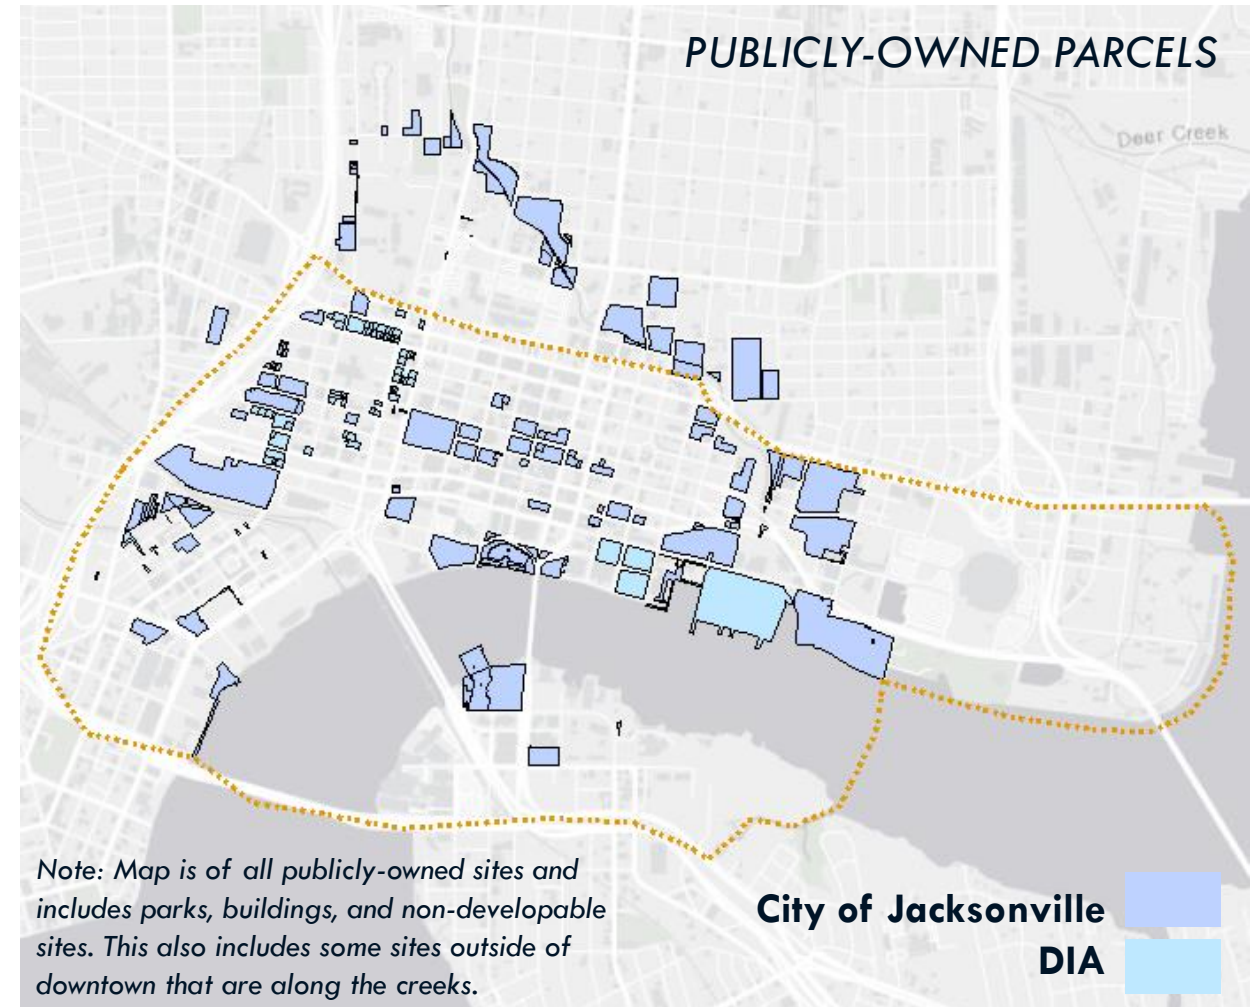 PUBLICLY-OWNED PARCELS
Deer Creek
Note: Map is of all publicly-owned sites and
includes parks, buildings, and non-developable
sites. This also includes some sites outside of
downtown that are along the creeks.
City of Jacksonville
DIA